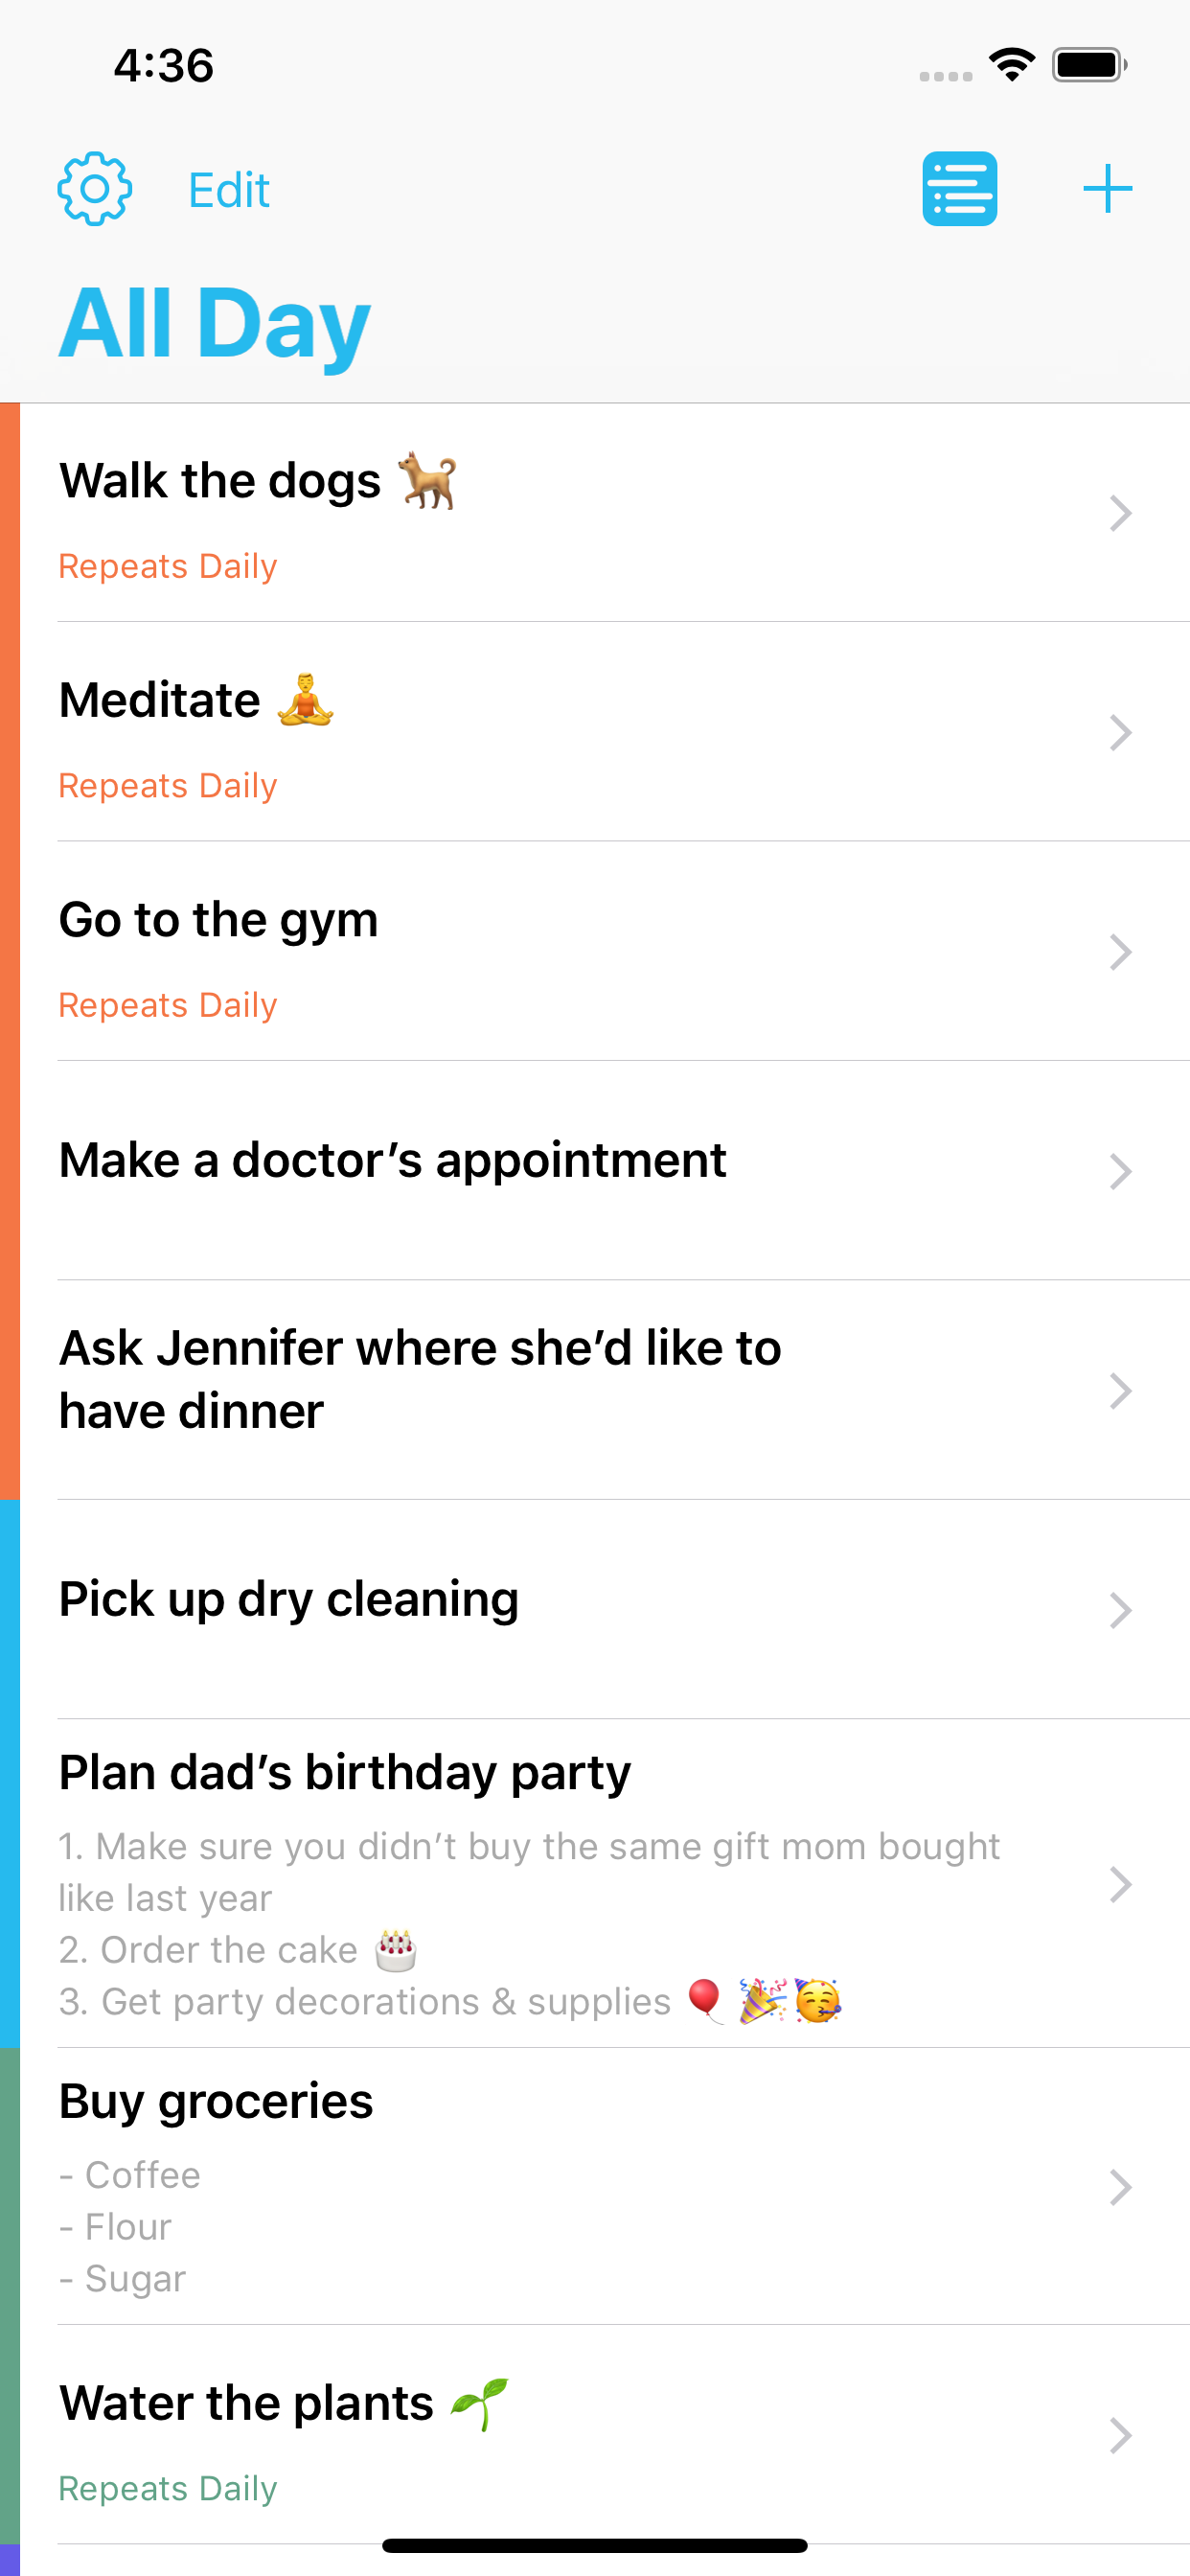 4:36
Edit
All Day
Walk the dogs 🐕
Repeats Daily
Meditate 🧘‍♂️
Repeats Daily
Go to the gym
Repeats Daily
Make a doctor’s appointment
Ask Jennifer where she’d like to
have dinner
Pick up dry cleaning
Plan dad’s birthday party
1. Make sure you didn’t buy the same gift mom bought
like last year
2. Order the cake 🎂
3. Get party decorations & supplies 🎈🎉🥳
Buy groceries
- Coffee
- Flour
- Sugar
Water the plants 🌱
Repeats Daily